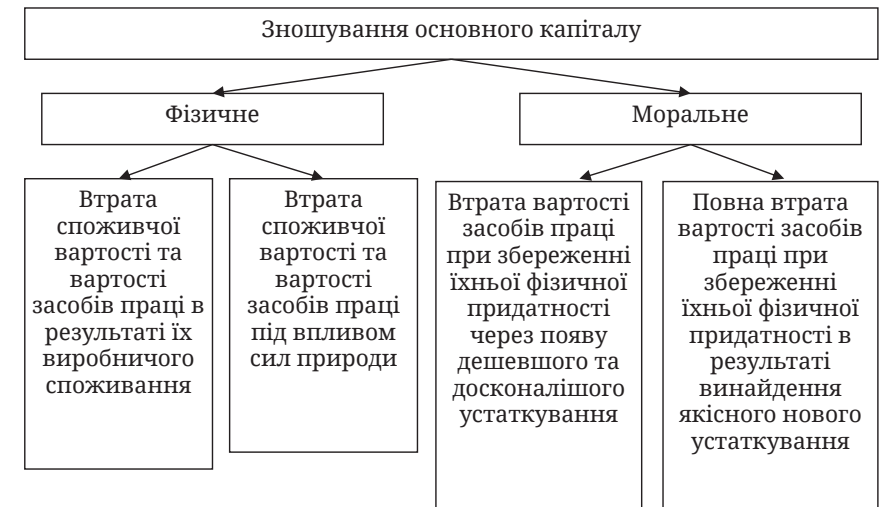 Зношування основного капіталу
Фізичне
Моральне
Втрата
споживчої
вартості та
вартості
засобів праці в
результаті їх
виробничого
споживання
Втрата
споживчої
вартості та
вартості
засобів праці
під впливом
сил природи
Втрата вартості
засобів праці
при збереженні
їхньої фізичної
придатності
через появу
дешевшого та
досконалішого
устаткування
Повна втрата
вартості засобів
праці при
збереженні
їхньої фізичної
придатності в
результаті
винайдення
якісного нового
устаткування